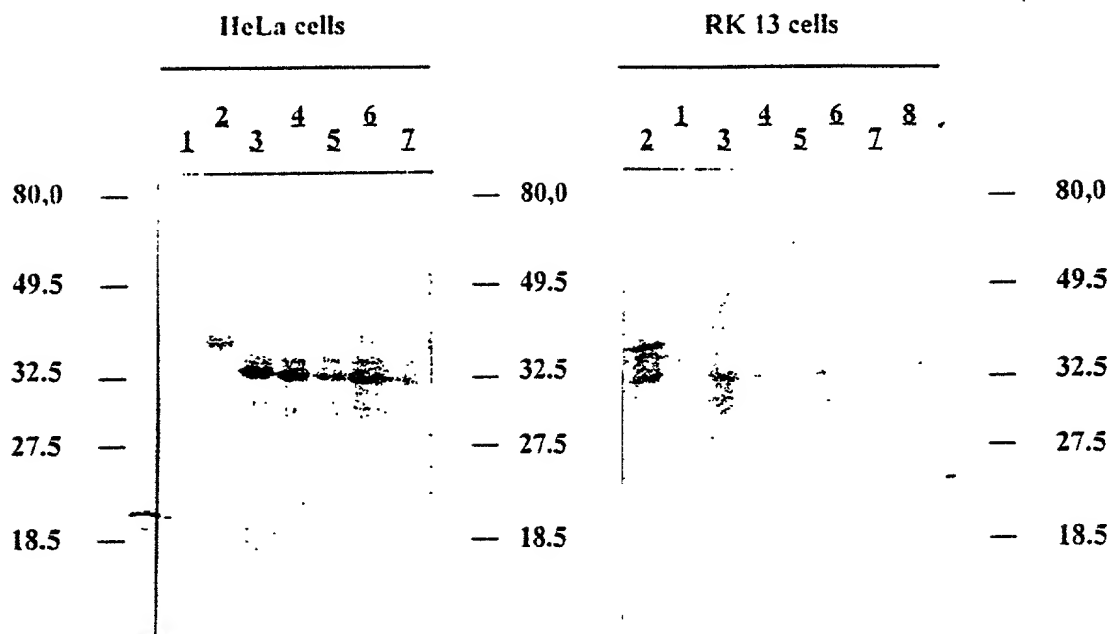 HeLa cells RK 13 cells
2 4 6 1 4 6 8
1 3 5 7 2 3 5 7
80,0 — — 80,0 — 80,0
49.5 — — 49.5 — 49.5
32.5 — — 32.5 — 32.5
27.5 — — 27.5 — 27.5
18.5 — — 18.5 — 18.5